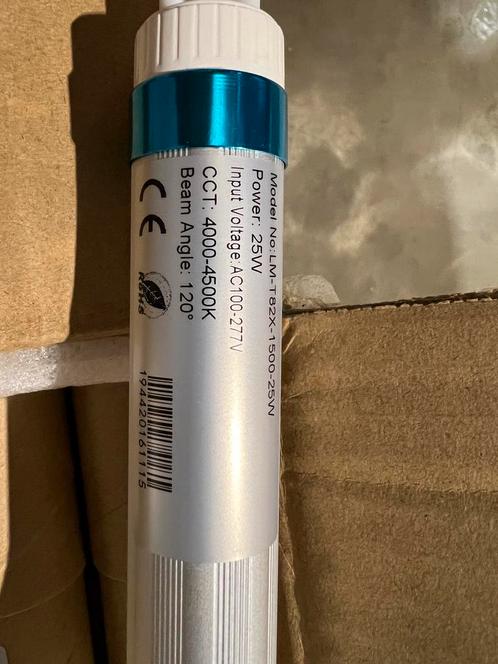 Model No:LM-T82X-1500-25W
Power: 25W
Input Voltage:AC100-277V
CCT: 4000-4500K
Beam Angle: 120°
CE
RoHS
1944201611115